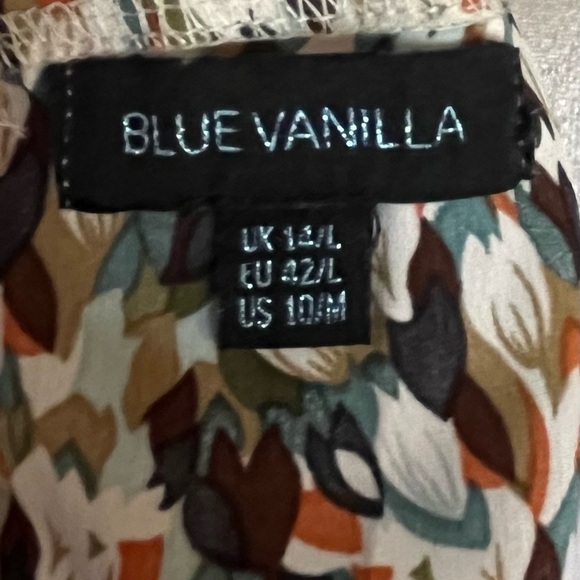 BLUE VANILLA
UK 14/L
EU 42/L
US 10/M